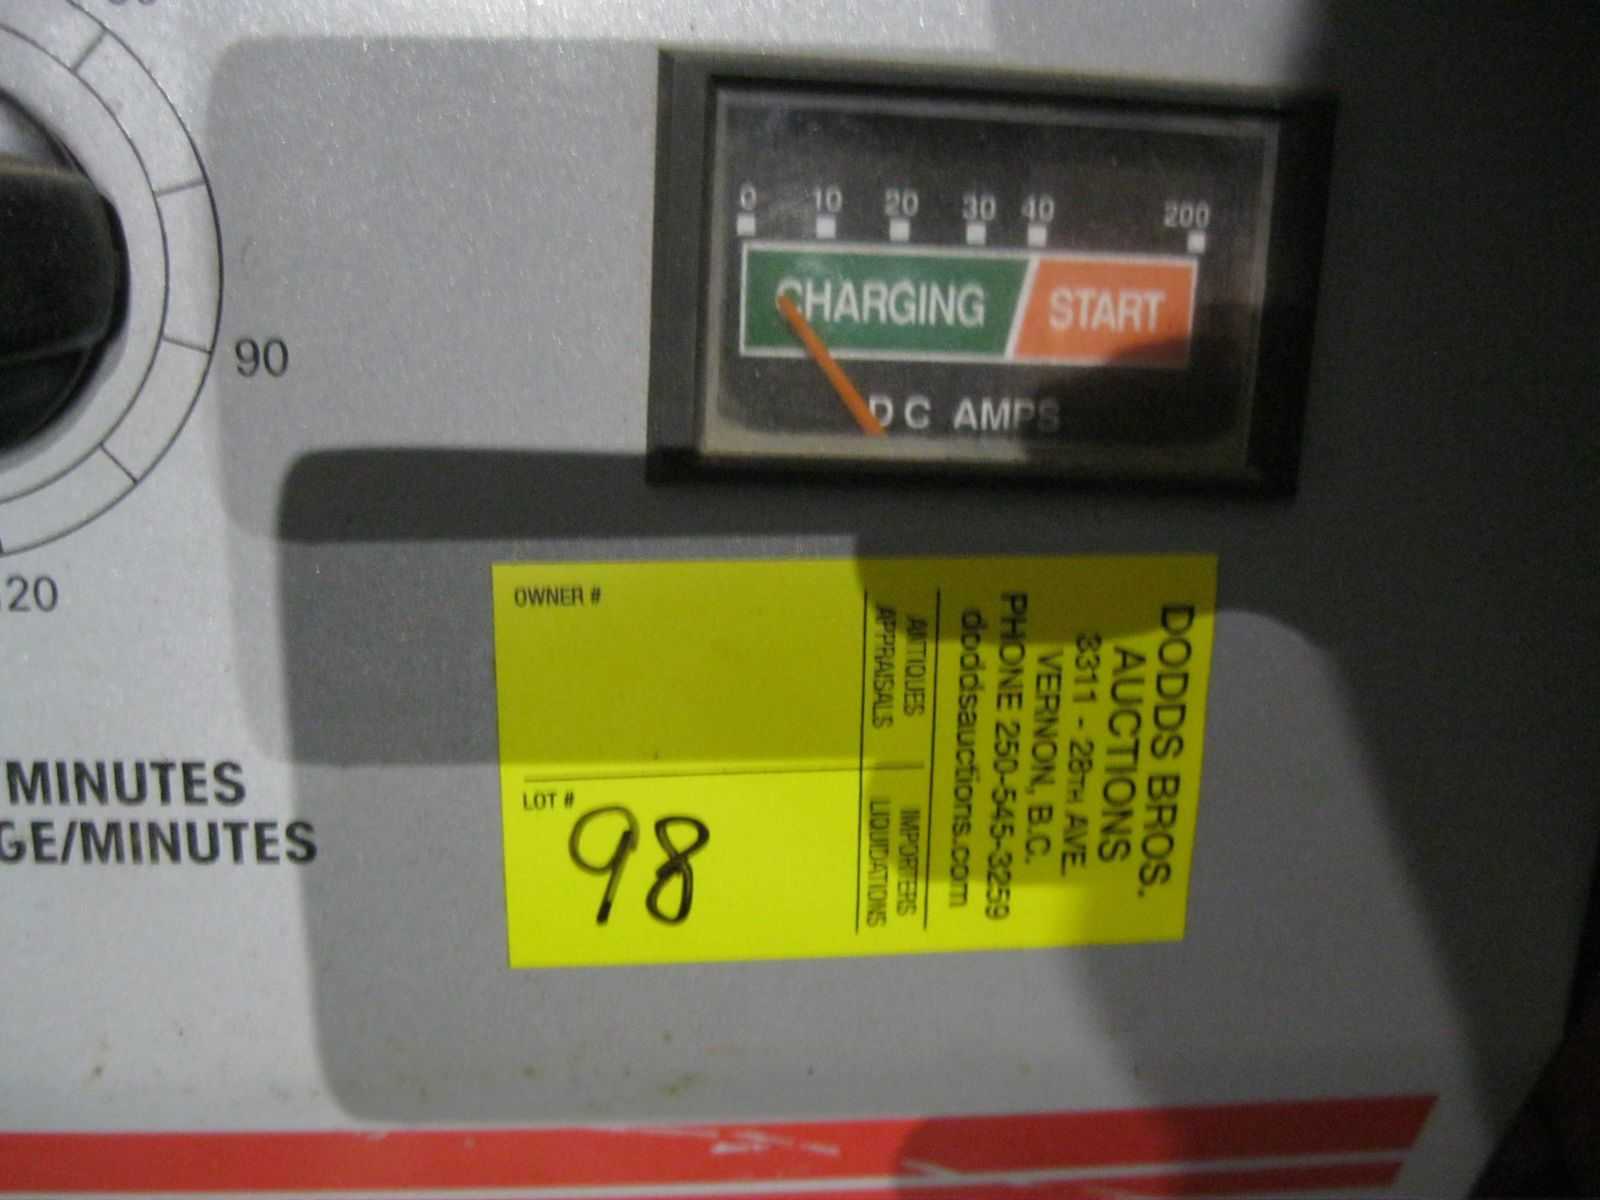 0 10 20 30 40 200
CHARGING START
DC AMPS
90
20
/MINUTES
GE/MINUTES
OWNER #
LOT # 98
DODDS BROS.
AUCTIONS
3311 - 28TH AVE.
VERNON, B.C.
PHONE 250-545-3259
doddsauctions.com
ANTIQUES IMPORTERS
APPRAISALS LIQUIDATIONS